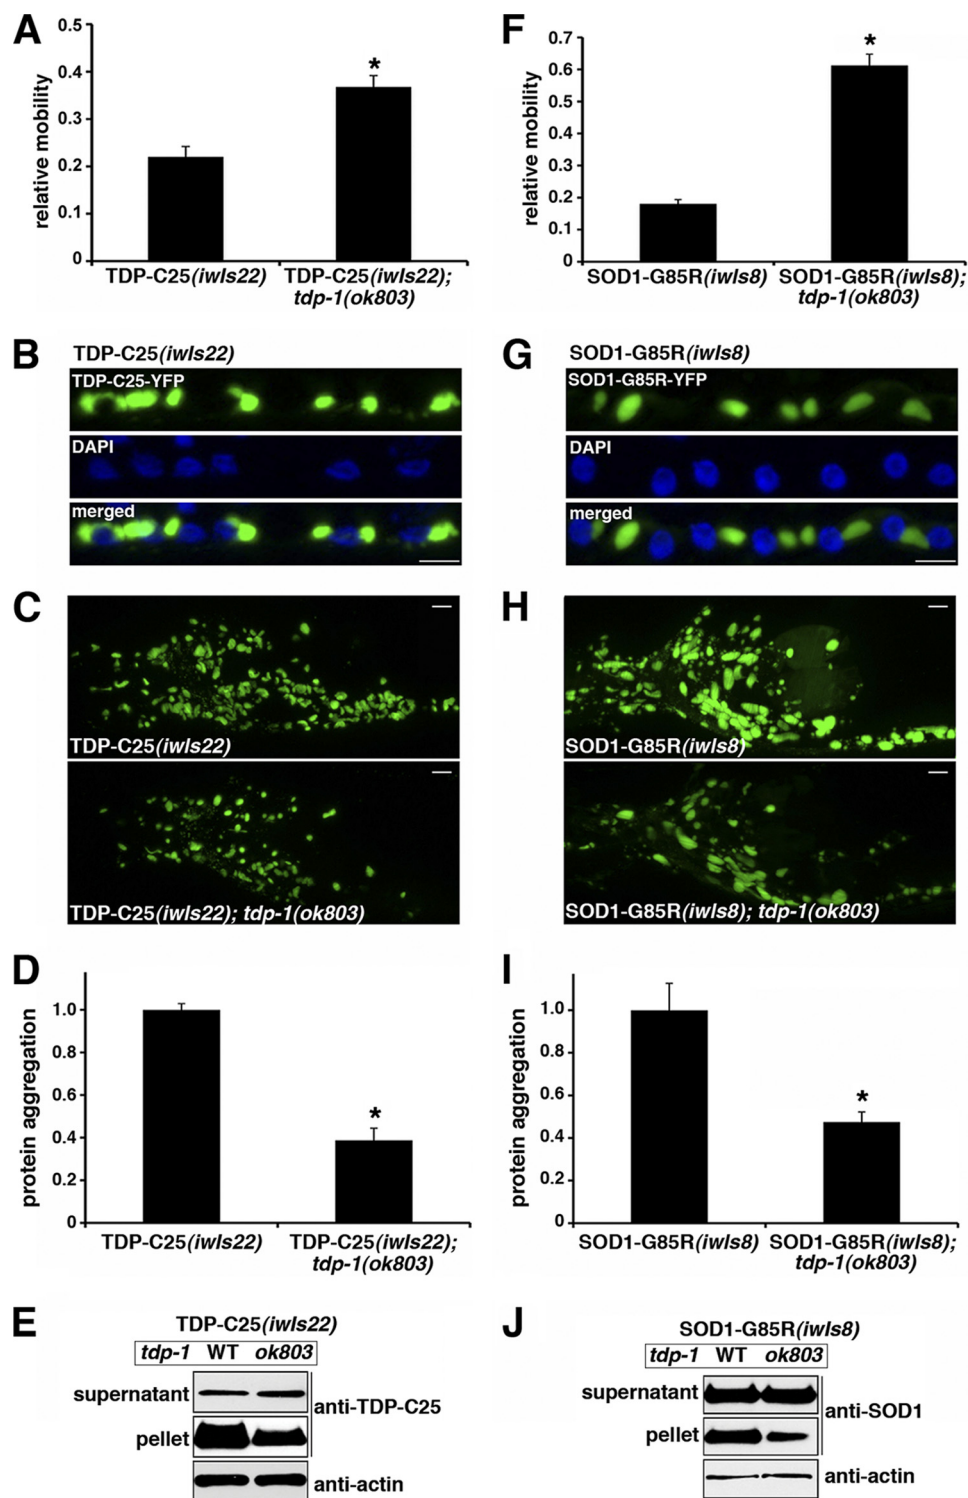 A
0.5
0.4
0.3
0.2
0.1
0
relative mobility
*
TDP-C25(iwIs22)
TDP-C25(iwIs22);
tdp-1(ok803)
B
TDP-C25(iwIs22)
TDP-C25-YFP
DAPI
merged
C
TDP-C25(iwIs22)
TDP-C25(iwIs22); tdp-1(ok803)
D
1.0
0.8
0.6
0.4
0.2
0
protein aggregation
*
TDP-C25(iwIs22)
TDP-C25(iwIs22);
tdp-1(ok803)
E
TDP-C25(iwIs22)
tdp-1 WT ok803
supernatant
anti-TDP-C25
pellet
anti-actin
F
0.7
0.6
0.5
0.4
0.3
0.2
0.1
0
relative mobility
*
SOD1-G85R(iwIs8)
SOD1-G85R(iwIs8);
tdp-1(ok803)
G
SOD1-G85R(iwIs8)
SOD1-G85R-YFP
DAPI
merged
H
SOD1-G85R(iwIs8)
SOD1-G85R(iwIs8); tdp-1(ok803)
I
1.0
0.8
0.6
0.4
0.2
0
protein aggregation
*
SOD1-G85R(iwIs8)
SOD1-G85R(iwIs8);
tdp-1(ok803)
J
SOD1-G85R(iwIs8)
tdp-1 WT ok803
supernatant
anti-SOD1
pellet
anti-actin